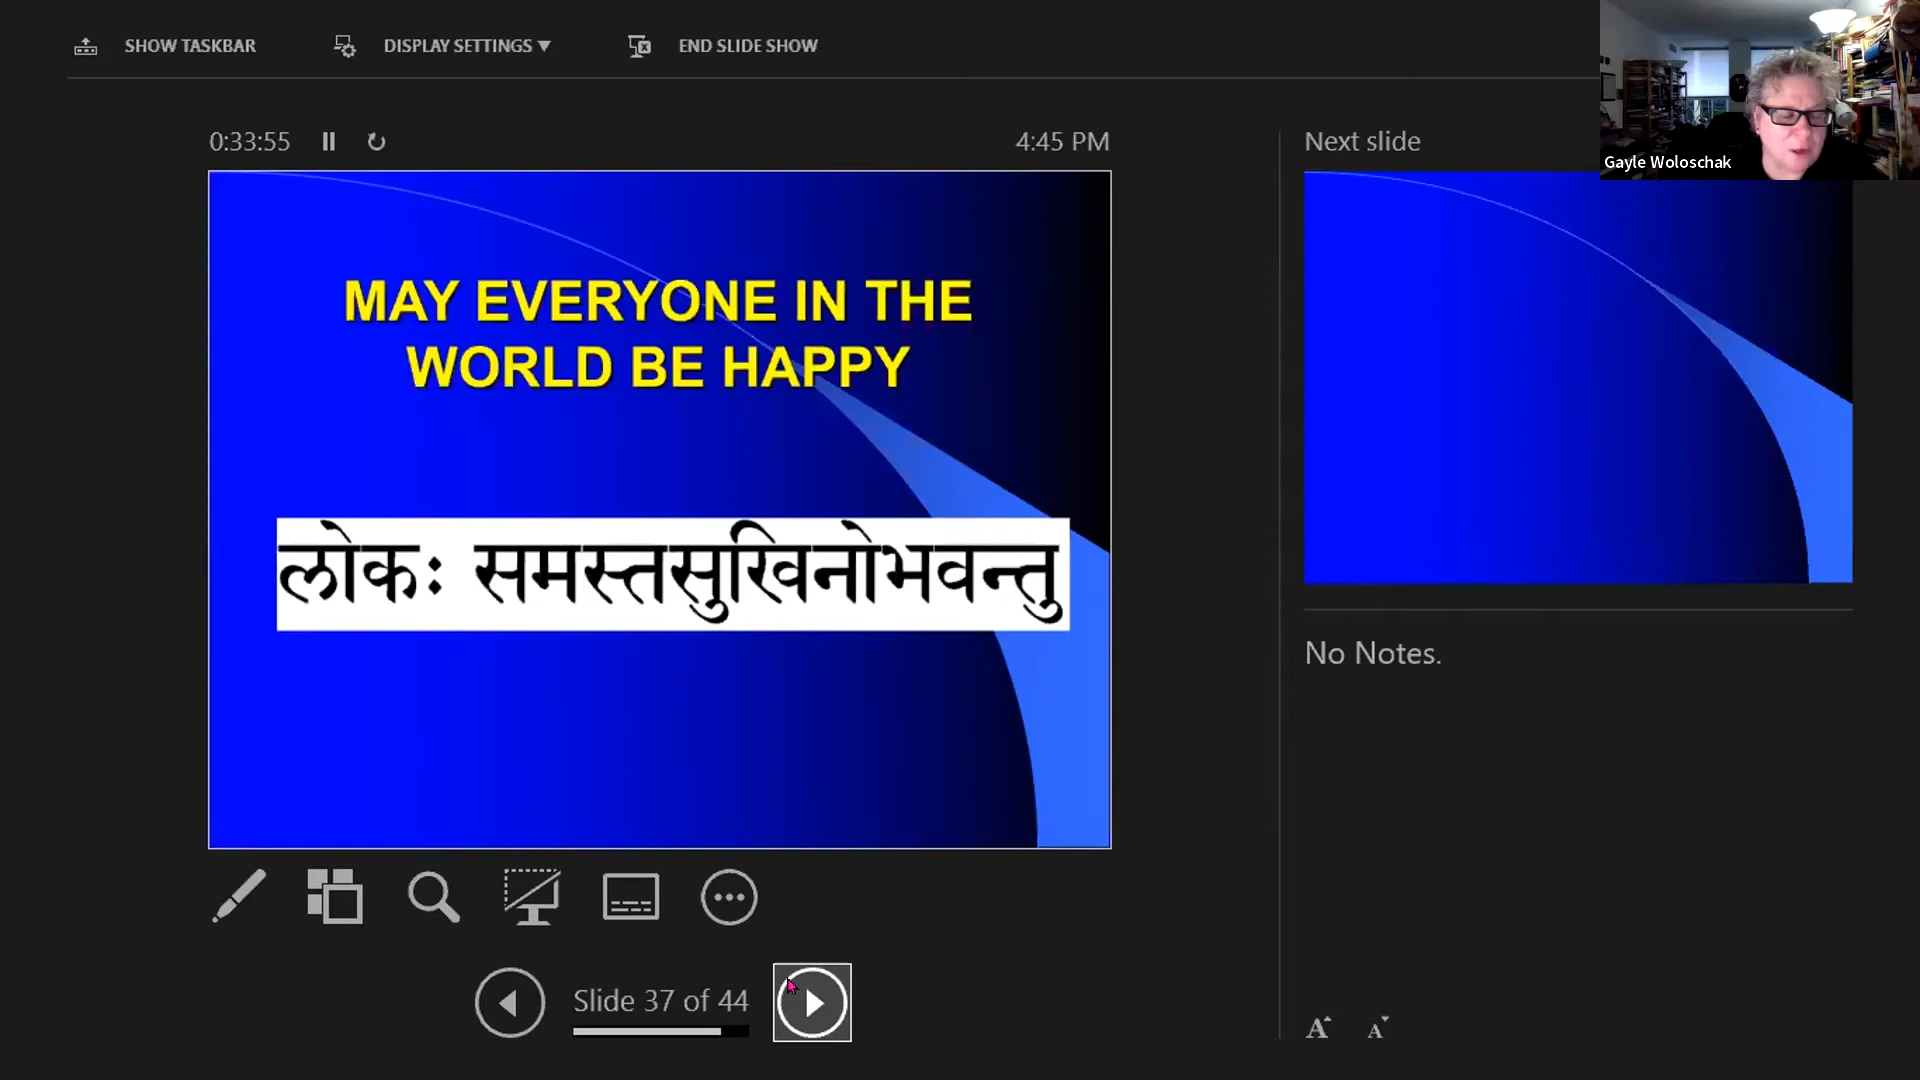 SHOW TASKBAR
DISPLAY SETTINGS ▼
END SLIDE SHOW
0:33:55
4:45 PM
Next slide
Gayle Woloschak
MAY EVERYONE IN THE
WORLD BE HAPPY
लोकः समस्तसुखिनोभवन्तु
No Notes.
Slide 37 of 44
A
A